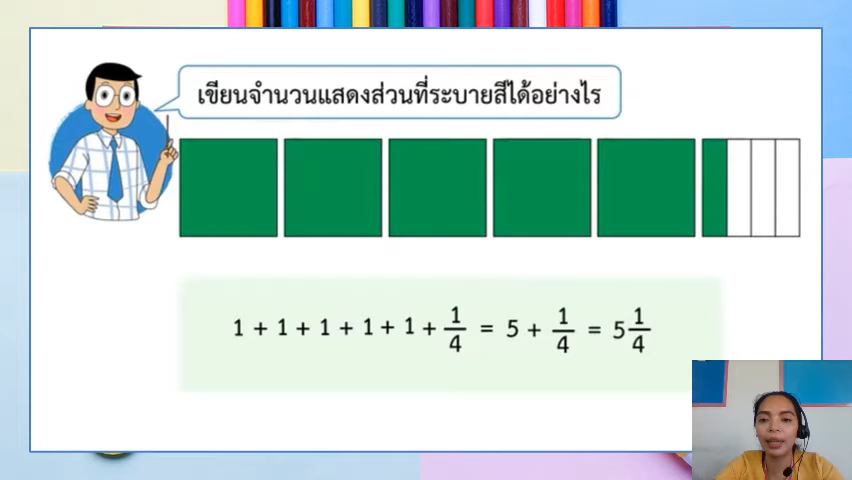 เขียนจำนวนแสดงส่วนที่ระบายสีได้อย่างไร
1 + 1 + 1 + 1 + 1 + 1/4 = 5 + 1/4 = 5 1/4